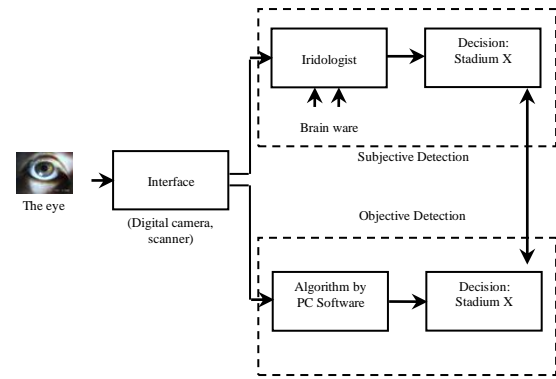 Iridologist
Decision:
Stadium X
Brain ware
Subjective Detection
The eye
Interface
(Digital camera,
scanner)
Objective Detection
Algorithm by
PC Software
Decision:
Stadium X